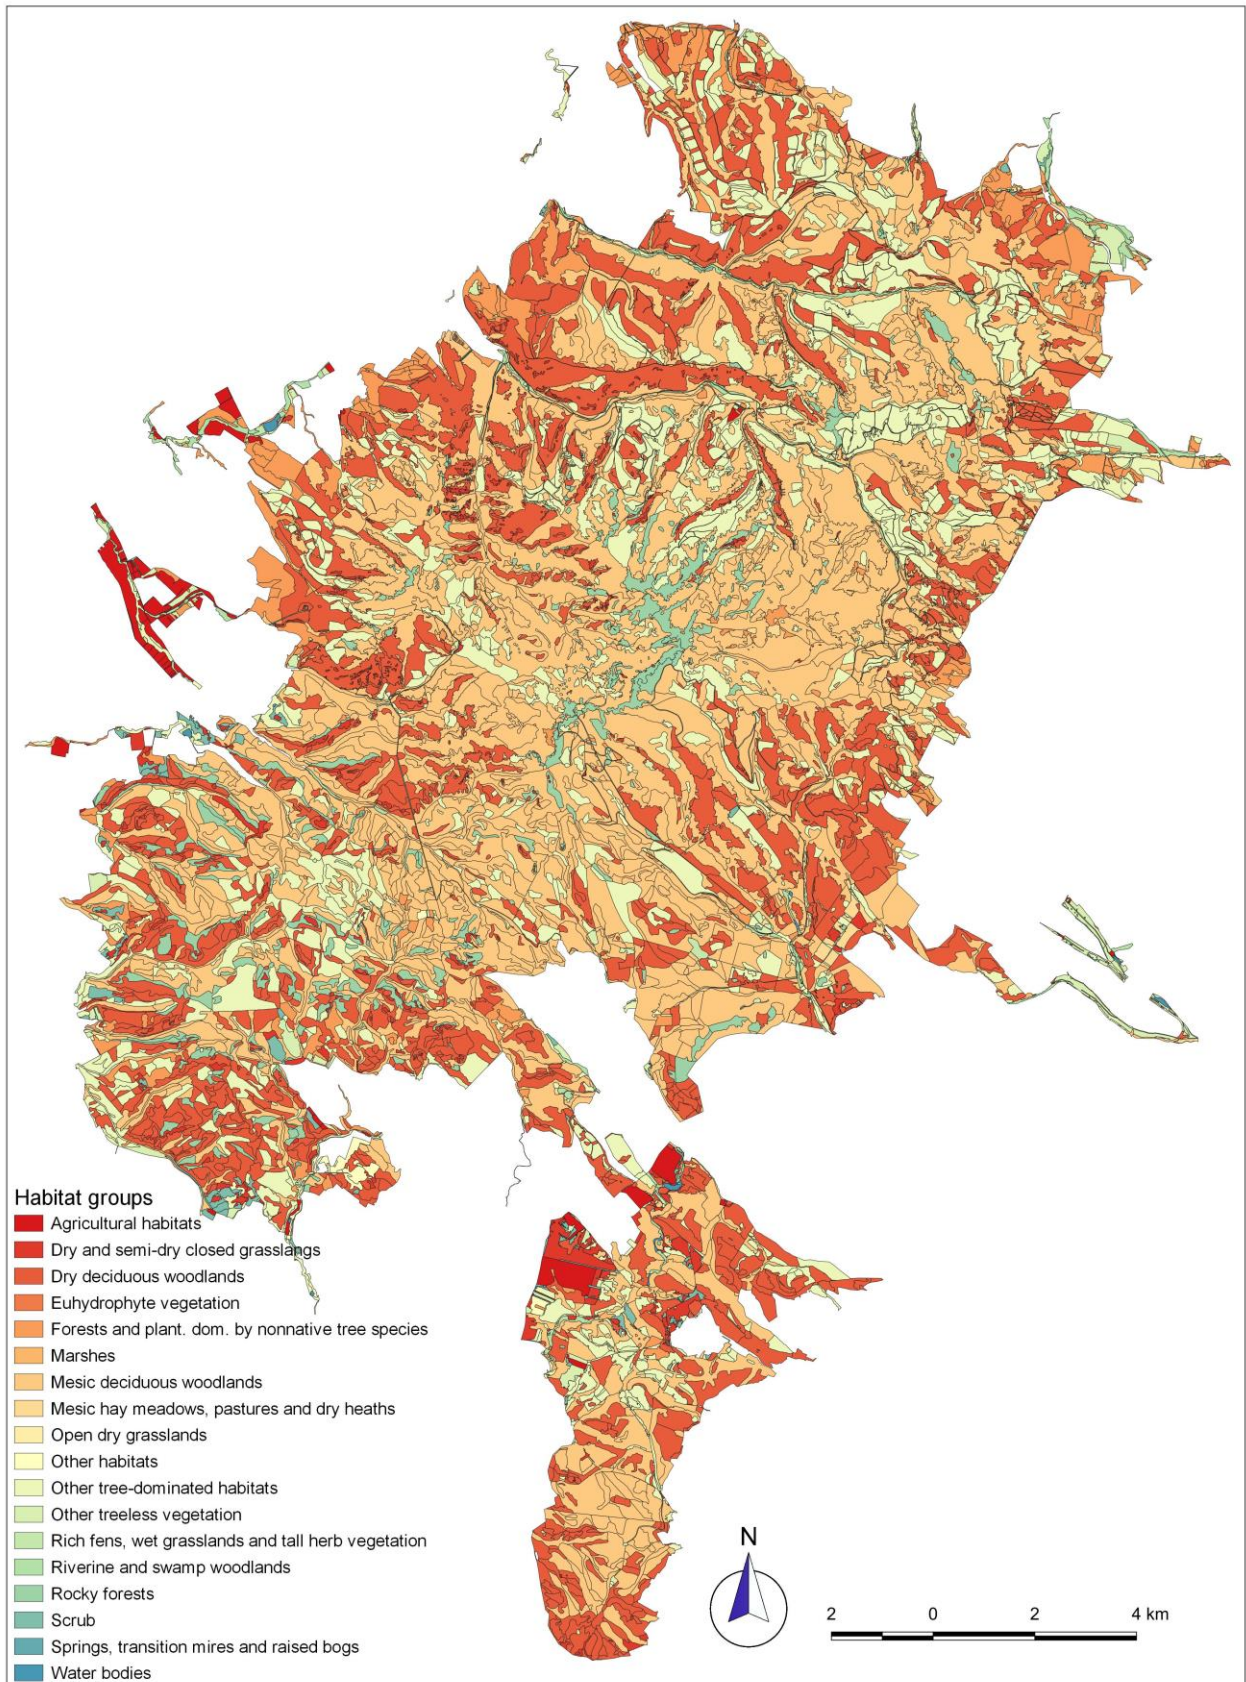 Habitat groups
Agricultural habitats
Dry and semi-dry closed grasslangs
Dry deciduous woodlands
Euhydrophyte vegetation
Forests and plant. dom. by nonnative tree species
Marshes
Mesic deciduous woodlands
Mesic hay meadows, pastures and dry heaths
Open dry grasslands
Other habitats
Other tree-dominated habitats
Other treeless vegetation
Rich fens, wet grasslands and tall herb vegetation
Riverine and swamp woodlands
Rocky forests
Scrub
Springs, transition mires and raised bogs
Water bodies
N
2 0 2 4 km